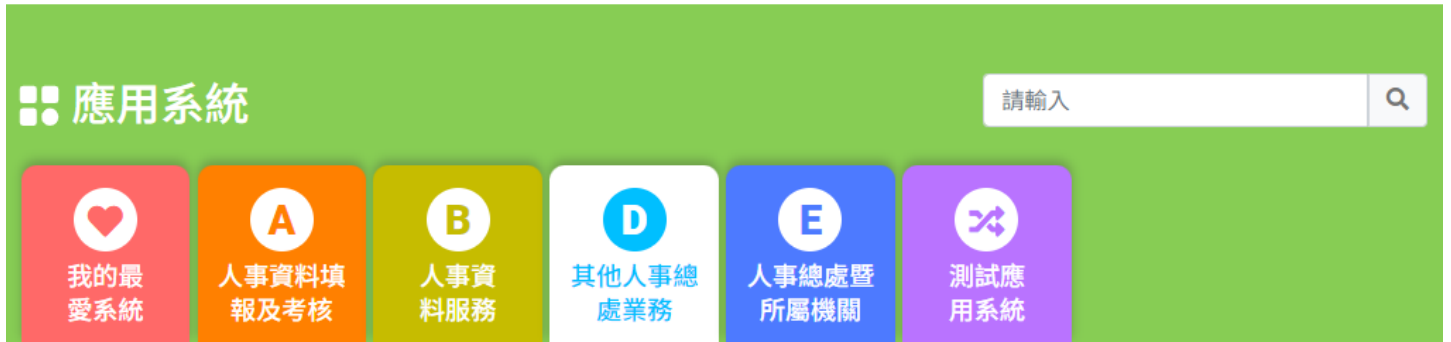 應用系統
請輸入
我的最
愛系統
A
人事資料填
報及考核
B
人事資
料服務
D
其他人事總
處業務
E
人事總處暨
所屬機關
測試應
用系統